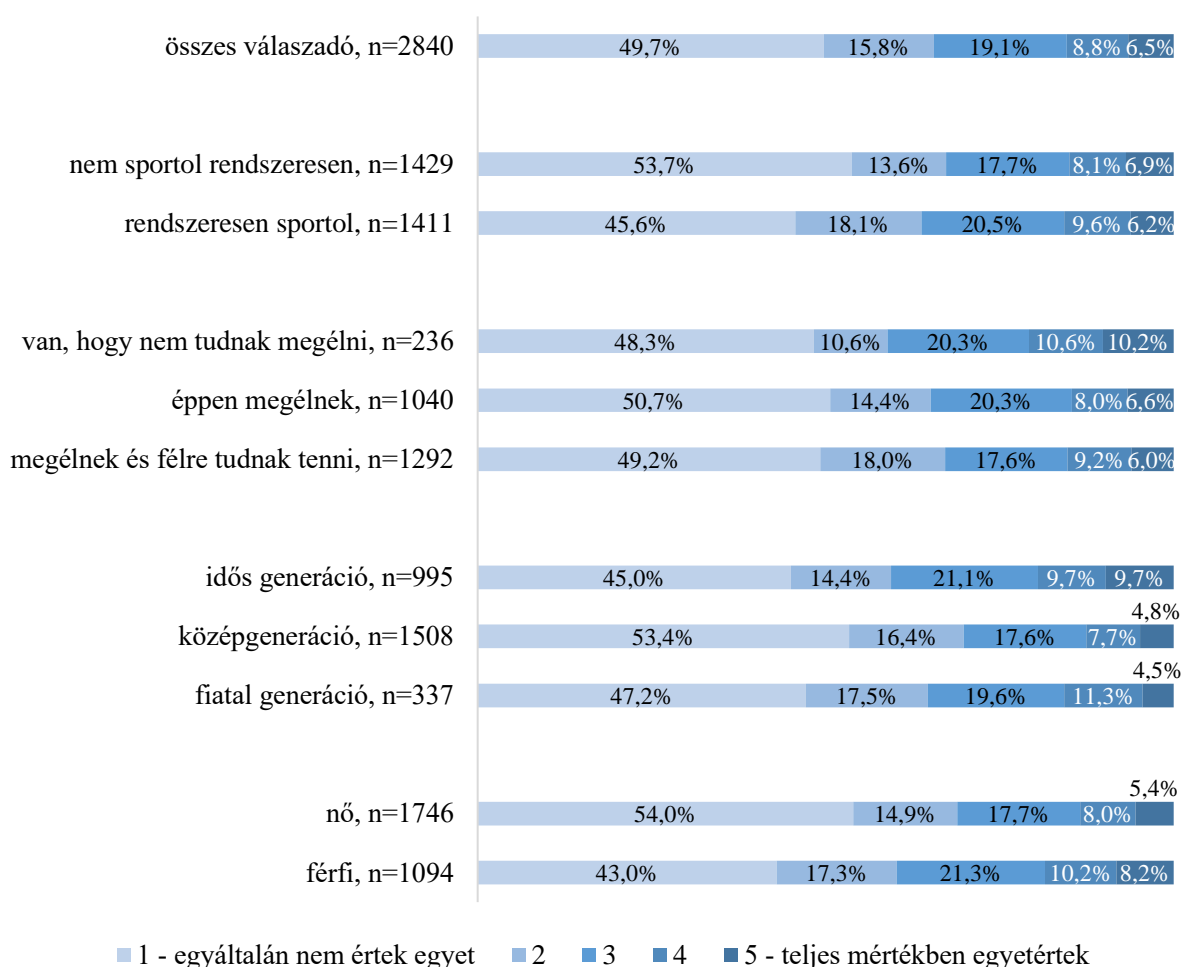 összes válaszadó, n=2840 49,7% 15,8% 19,1% 8,8% 6,5%
nem sportol rendszeresen, n=1429 53,7% 13,6% 17,7% 8,1% 6,9%
rendszeresen sportol, n=1411 45,6% 18,1% 20,5% 9,6% 6,2%
van, hogy nem tudnak megélni, n=236 48,3% 10,6% 20,3% 10,6% 10,2%
éppen megélnek, n=1040 50,7% 14,4% 20,3% 8,0% 6,6%
megélnek és félre tudnak tenni, n=1292 49,2% 18,0% 17,6% 9,2% 6,0%
idős generáció, n=995 45,0% 14,4% 21,1% 9,7% 9,7%
középgeneráció, n=1508 53,4% 16,4% 17,6% 7,7% 4,8%
fiatal generáció, n=337 47,2% 17,5% 19,6% 11,3% 4,5%
nő, n=1746 54,0% 14,9% 17,7% 8,0% 5,4%
férfi, n=1094 43,0% 17,3% 21,3% 10,2% 8,2%
1 - egyáltalán nem értek egyet 2 3 4 5 - teljes mértékben egyetértek